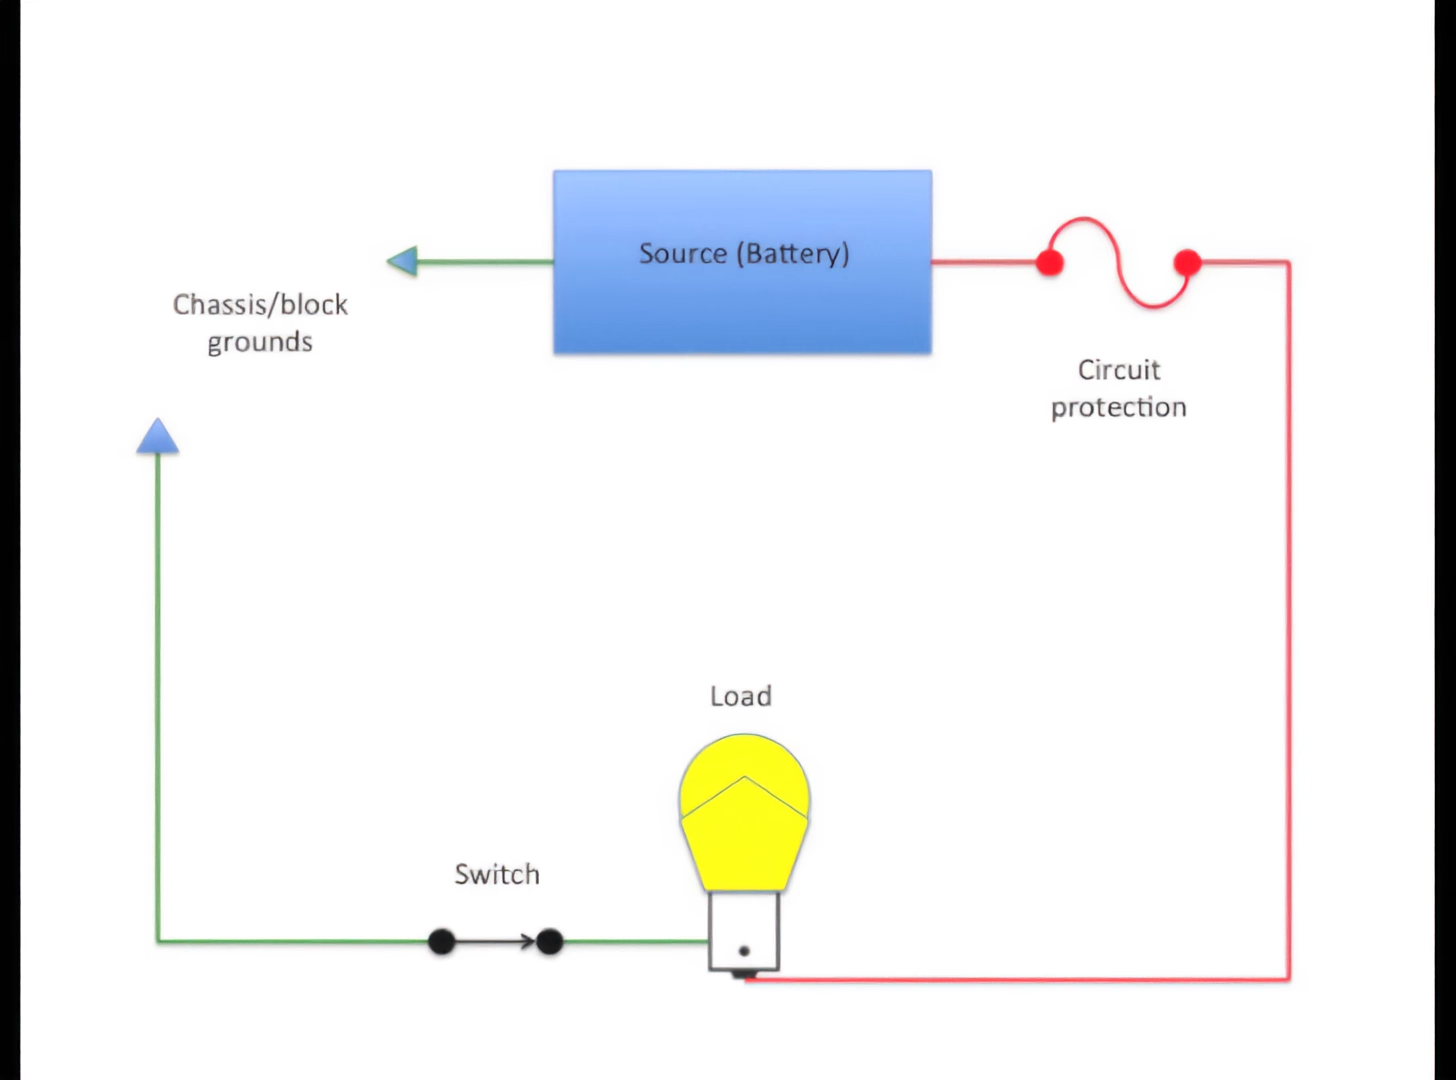 Source (Battery)
Chassis/block
grounds
Circuit
protection
Load
Switch